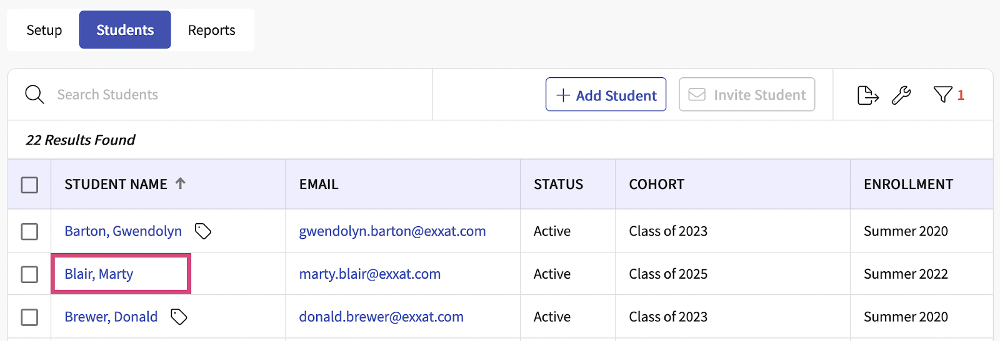 Setup Students Reports
Search Students Add Student Invite Student 1
22 Results Found
STUDENT NAME EMAIL STATUS COHORT ENROLLMENT
Barton, Gwendolyn gwendolyn.barton@exxat.com Active Class of 2023 Summer 2020
Blair, Marty marty.blair@exxat.com Active Class of 2025 Summer 2022
Brewer, Donald donald.brewer@exxat.com Active Class of 2023 Summer 2020